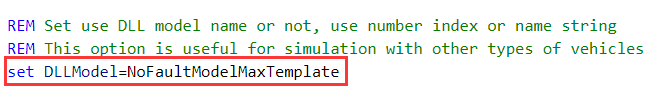 REM Set use DLL model name or not, use number index or name string
REM This option is useful for simulation with other types of vehicles
set DLLModel=NoFaultModelMaxTemplate